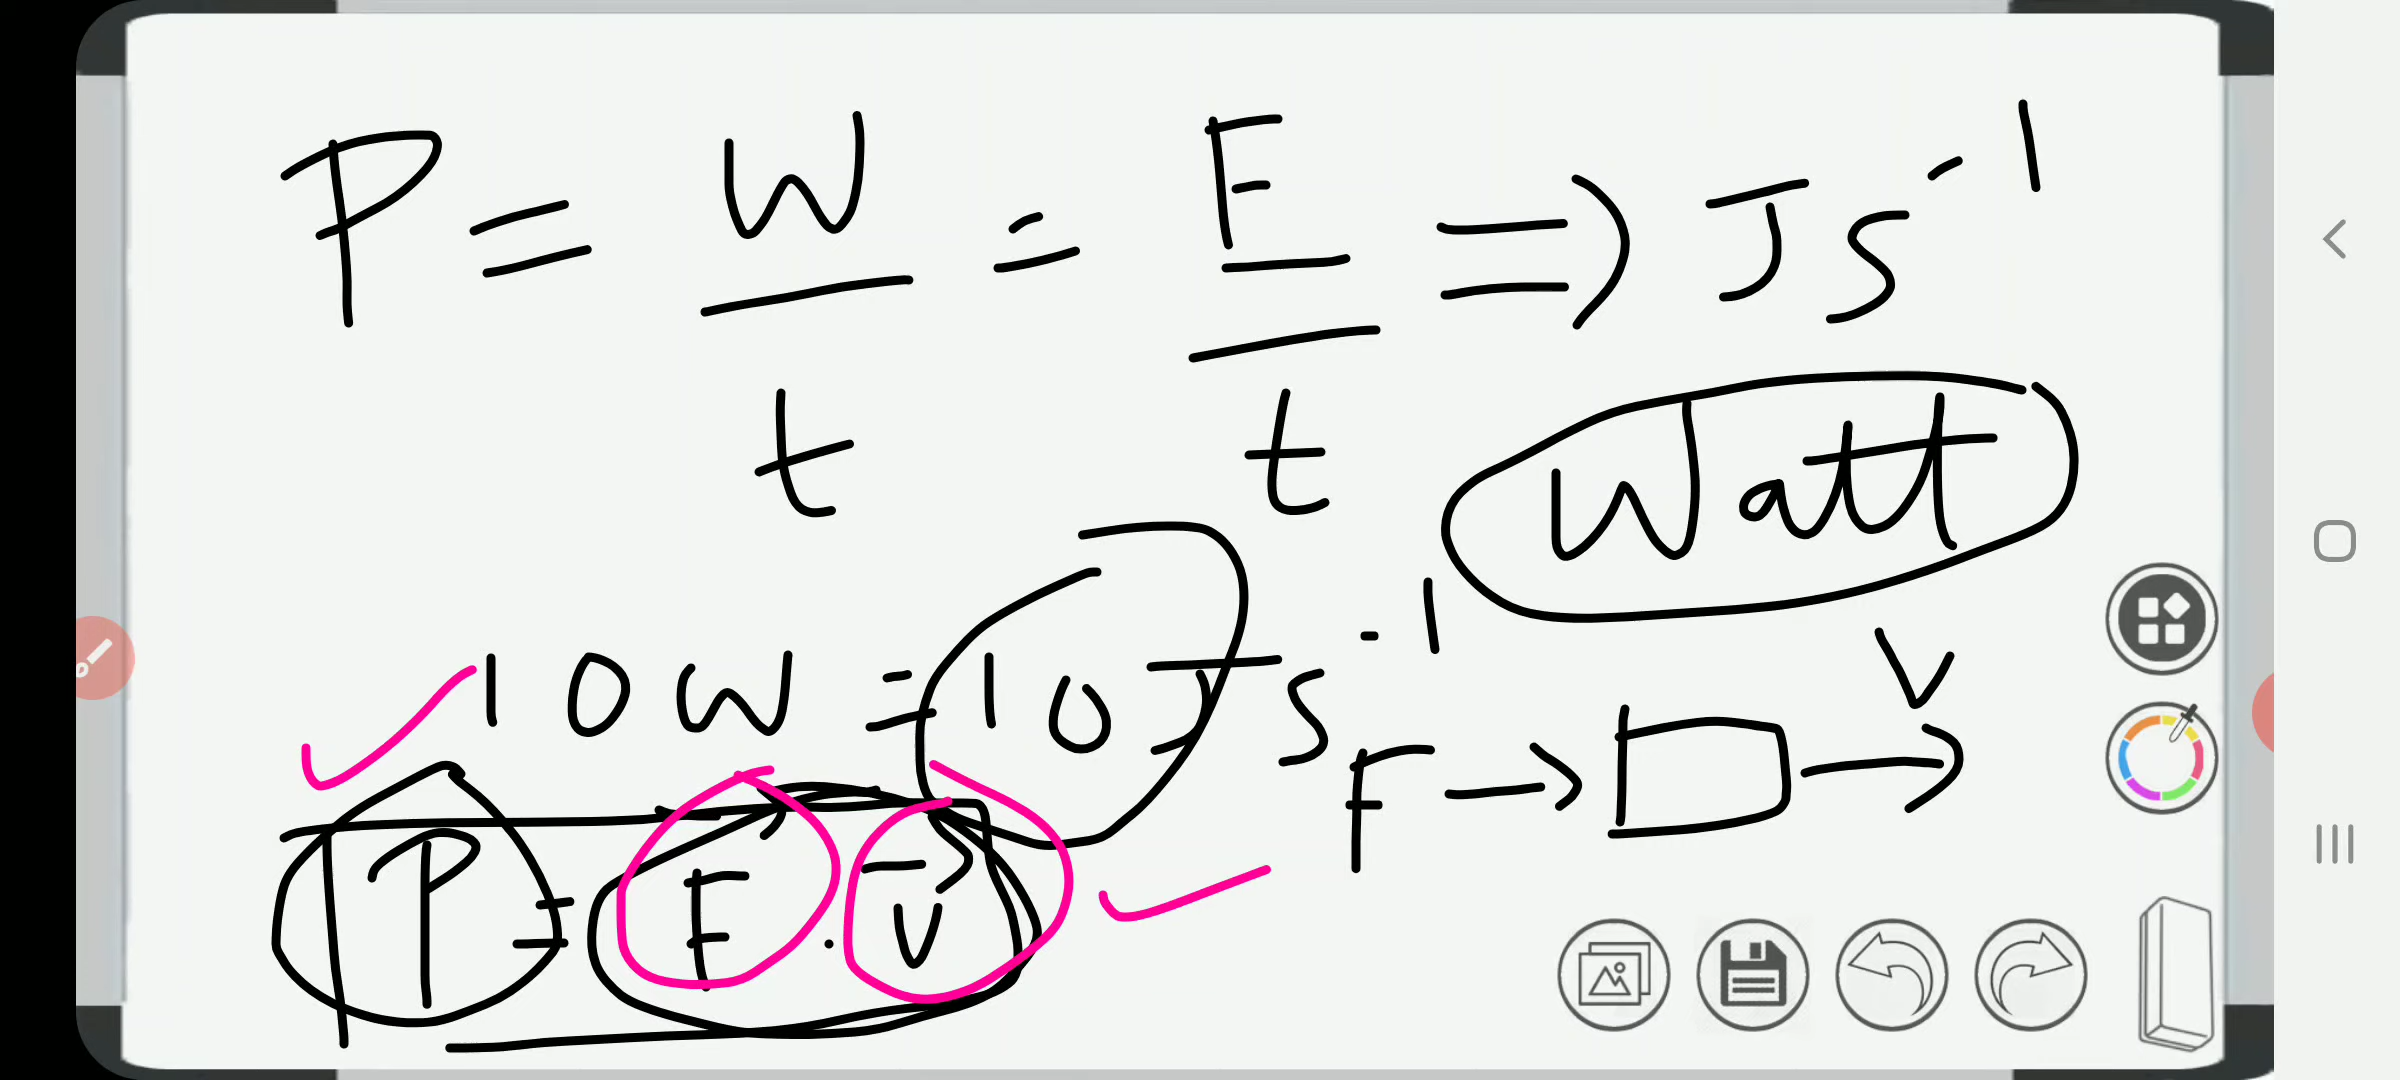 P = W/t = E/t ⇒ Js⁻¹
Watt
10W = 10Js⁻¹
F → □ → V
P = F⃗ · v⃗